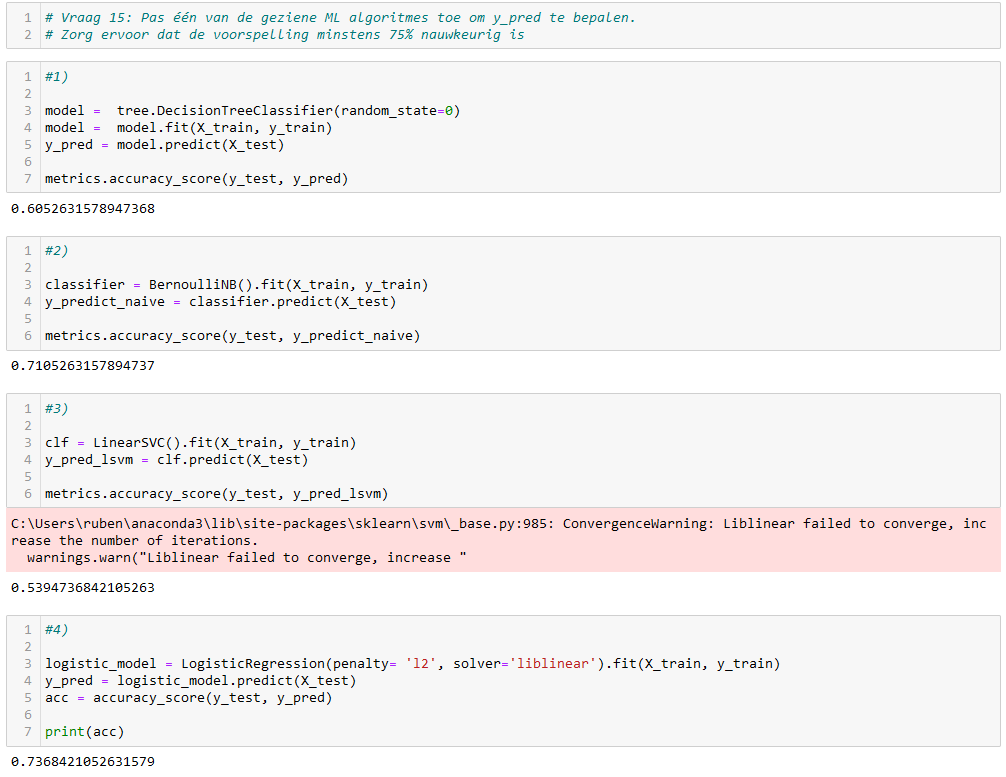 1 # Vraag 15: Pas één van de geziene ML algoritmes toe om y_pred te bepalen.
2 # Zorg ervoor dat de voorspelling minstens 75% nauwkeurig is
1 #1)
2
3 model =  tree.DecisionTreeClassifier(random_state=0)
4 model =  model.fit(X_train, y_train)
5 y_pred = model.predict(X_test)
6
7 metrics.accuracy_score(y_test, y_pred)
0.6052631578947368
1 #2)
2
3 classifier = BernoulliNB().fit(X_train, y_train)
4 y_predict_naive = classifier.predict(X_test)
5
6 metrics.accuracy_score(y_test, y_predict_naive)
0.7105263157894737
1 #3)
2
3 clf = LinearSVC().fit(X_train, y_train)
4 y_pred_lsvm = clf.predict(X_test)
5
6 metrics.accuracy_score(y_test, y_pred_lsvm)
C:\Users\ruben\anaconda3\lib\site-packages\sklearn\svm\_base.py:985: ConvergenceWarning: Liblinear failed to converge, inc
rease the number of iterations.
  warnings.warn("Liblinear failed to converge, increase "
0.5394736842105263
1 #4)
2
3 logistic_model = LogisticRegression(penalty= 'l2', solver='liblinear').fit(X_train, y_train)
4 y_pred = logistic_model.predict(X_test)
5 acc = accuracy_score(y_test, y_pred)
6
7 print(acc)
0.7368421052631579